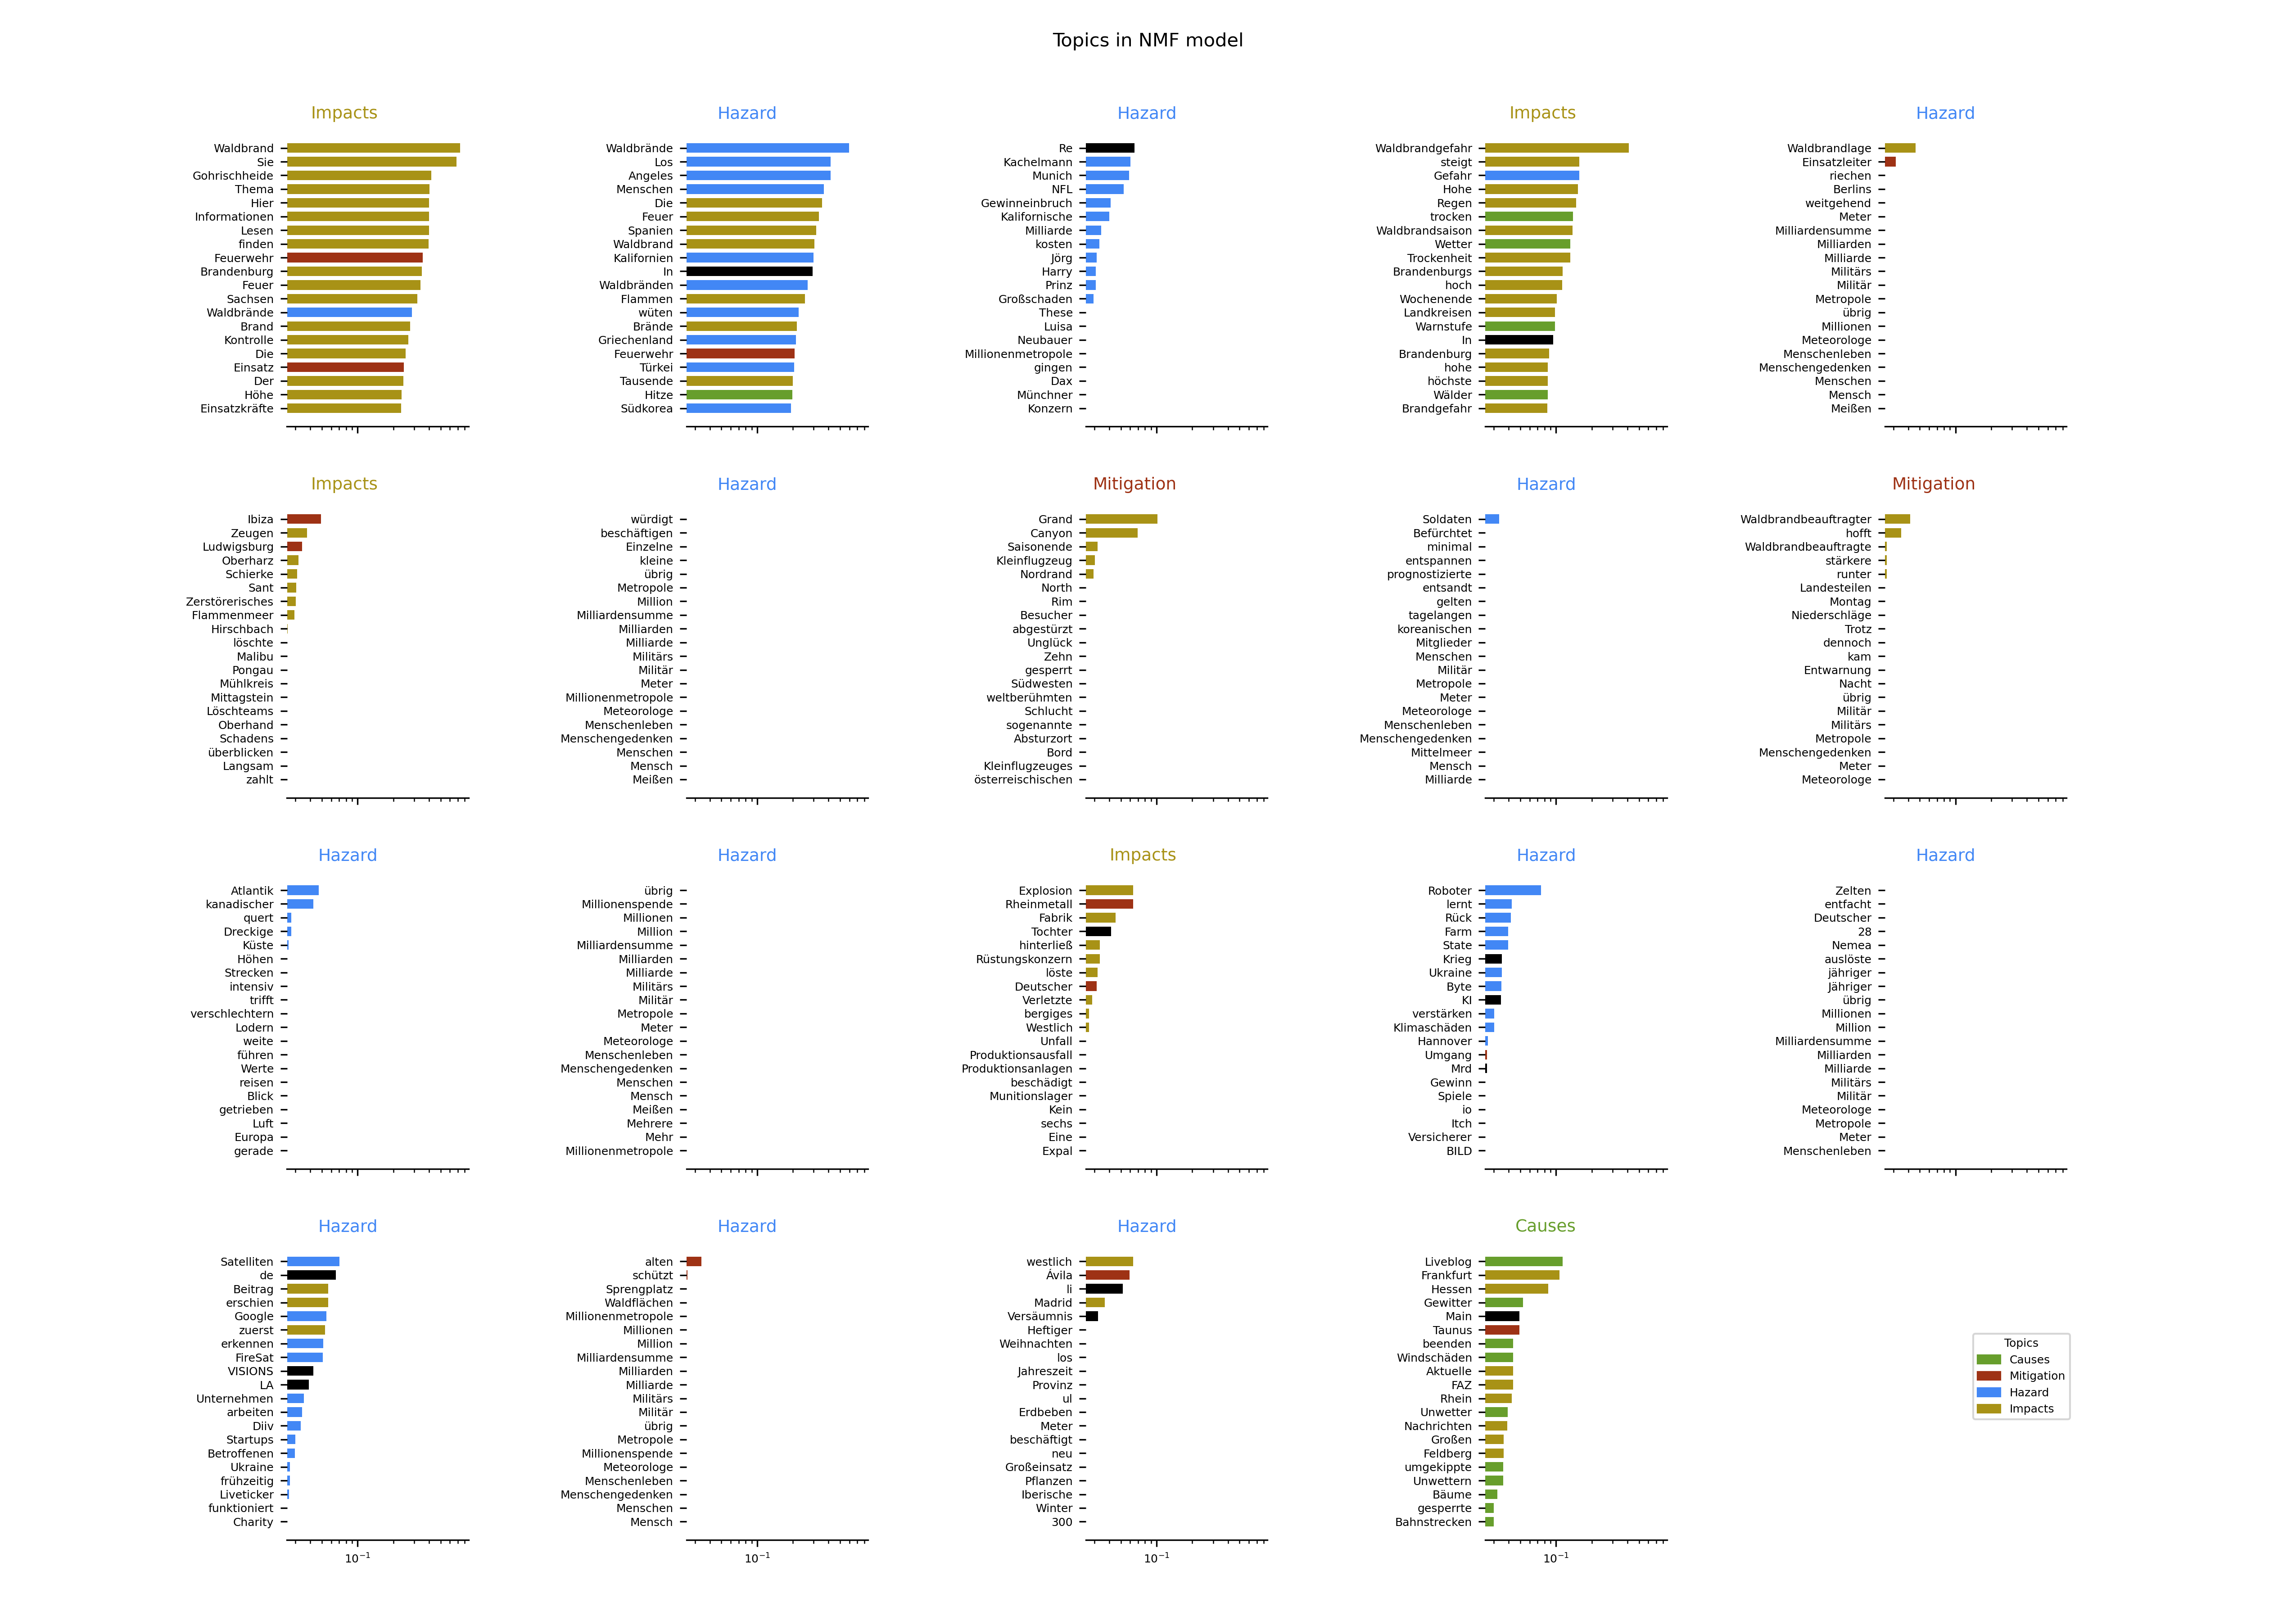 Topics in NMF model
Impacts
Waldbrand
Sie
Gohrischheide
Thema
Hier
Informationen
Lesen
finden
Feuerwehr
Brandenburg
Feuer
Sachsen
Waldbrände
Brand
Kontrolle
Die
Einsatz
Der
Höhe
Einsatzkräfte
Hazard
Waldbrände
Los
Angeles
Menschen
Die
Feuer
Spanien
Waldbrand
Kalifornien
In
Waldbränden
Flammen
wüten
Brände
Griechenland
Feuerwehr
Türkei
Tausende
Hitze
Südkorea
Hazard
Re
Kachelmann
Munich
NFL
Gewinneinbruch
Kalifornische
Milliarde
kosten
Jörg
Harry
Prinz
Großschaden
These
Luisa
Neubauer
Millionenmetropole
gingen
Dax
Münchner
Konzern
Impacts
Waldbrandgefahr
steigt
Gefahr
Hohe
Regen
trocken
Waldbrandsaison
Wetter
Trockenheit
Brandenburgs
hoch
Wochenende
Landkreisen
Warnstufe
In
Brandenburg
hohe
höchste
Wälder
Brandgefahr
Hazard
Waldbrandlage
Einsatzleiter
riechen
Berlins
weitgehend
Meter
Milliardensumme
Milliarden
Milliarde
Militärs
Militär
Metropole
übrig
Millionen
Meteorologe
Menschenleben
Menschengedenken
Menschen
Mensch
Meißen
Impacts
Ibiza
Zeugen
Ludwigsburg
Oberharz
Schierke
Sant
Zerstörerisches
Flammenmeer
Hirschbach
löschte
Malibu
Pongau
Mühlkreis
Mittagstein
Löschteams
Oberhand
Schadens
überblicken
Langsam
zahlt
Hazard
würdigt
beschäftigen
Einzelne
kleine
übrig
Metropole
Million
Milliardensumme
Milliarden
Milliarde
Militärs
Militär
Meter
Millionenmetropole
Meteorologe
Menschenleben
Menschengedenken
Menschen
Mensch
Meißen
Mitigation
Grand
Canyon
Saisonende
Kleinflugzeug
Nordrand
North
Rim
Besucher
abgestürzt
Unglück
Zehn
gesperrt
Südwesten
weltberühmten
Schlucht
sogenannte
Absturzort
Bord
Kleinflugzeuges
österreischischen
Hazard
Soldaten
Befürchtet
minimal
entspannen
prognostizierte
entsandt
gelten
tagelangen
koreanischen
Mitglieder
Menschen
Militär
Metropole
Meter
Meteorologe
Menschenleben
Menschengedenken
Mittelmeer
Mensch
Milliarde
Mitigation
Waldbrandbeauftragter
hofft
Waldbrandbeauftragte
stärkere
runter
Landesteilen
Montag
Niederschläge
Trotz
dennoch
kam
Entwarnung
Nacht
übrig
Militär
Militärs
Metropole
Menschengedenken
Meter
Meteorologe
Hazard
Atlantik
kanadischer
quert
Dreckige
Küste
Höhen
Strecken
intensiv
trifft
verschlechtern
Lodern
weite
führen
Werte
reisen
Blick
getrieben
Luft
Europa
gerade
Hazard
übrig
Millionenspende
Millionen
Million
Milliardensumme
Milliarden
Milliarde
Militärs
Militär
Metropole
Meter
Meteorologe
Menschenleben
Menschengedenken
Menschen
Mensch
Meißen
Mehrere
Mehr
Millionenmetropole
Impacts
Explosion
Rheinmetall
Fabrik
Tochter
hinterließ
Rüstungskonzern
löste
Deutscher
Verletzte
bergiges
Westlich
Unfall
Produktionsausfall
Produktionsanlagen
beschädigt
Munitionslager
Kein
sechs
Eine
Expal
Hazard
Roboter
lernt
Rück
Farm
State
Krieg
Ukraine
Byte
KI
verstärken
Klimaschäden
Hannover
Umgang
Mrd
Gewinn
Spiele
io
Itch
Versicherer
BILD
Hazard
Zelten
entfacht
Deutscher
28
Nemea
auslöste
jähriger
Jähriger
übrig
Millionen
Million
Milliardensumme
Milliarden
Milliarde
Militärs
Militär
Meteorologe
Metropole
Meter
Menschenleben
Hazard
Satelliten
de
Beitrag
erschien
Google
zuerst
erkennen
FireSat
VISIONS
LA
Unternehmen
arbeiten
Diiv
Startups
Betroffenen
Ukraine
frühzeitig
Liveticker
funktioniert
Charity
10⁻¹
Hazard
alten
schützt
Sprengplatz
Waldflächen
Millionenmetropole
Millionen
Million
Milliardensumme
Milliarden
Milliarde
Militärs
Militär
übrig
Metropole
Millionenspende
Meteorologe
Menschenleben
Menschengedenken
Menschen
Mensch
10⁻¹
Hazard
westlich
Ávila
li
Madrid
Versäumnis
Heftiger
Weihnachten
los
Jahreszeit
Provinz
ul
Erdbeben
Meter
beschäftigt
neu
Großeinsatz
Pflanzen
Iberische
Winter
300
10⁻¹
Causes
Liveblog
Frankfurt
Hessen
Gewitter
Main
Taunus
beenden
Windschäden
Aktuelle
FAZ
Rhein
Unwetter
Nachrichten
Großen
Feldberg
umgekippte
Unwettern
Bäume
gesperrte
Bahnstrecken
10⁻¹
Topics
Causes
Mitigation
Hazard
Impacts